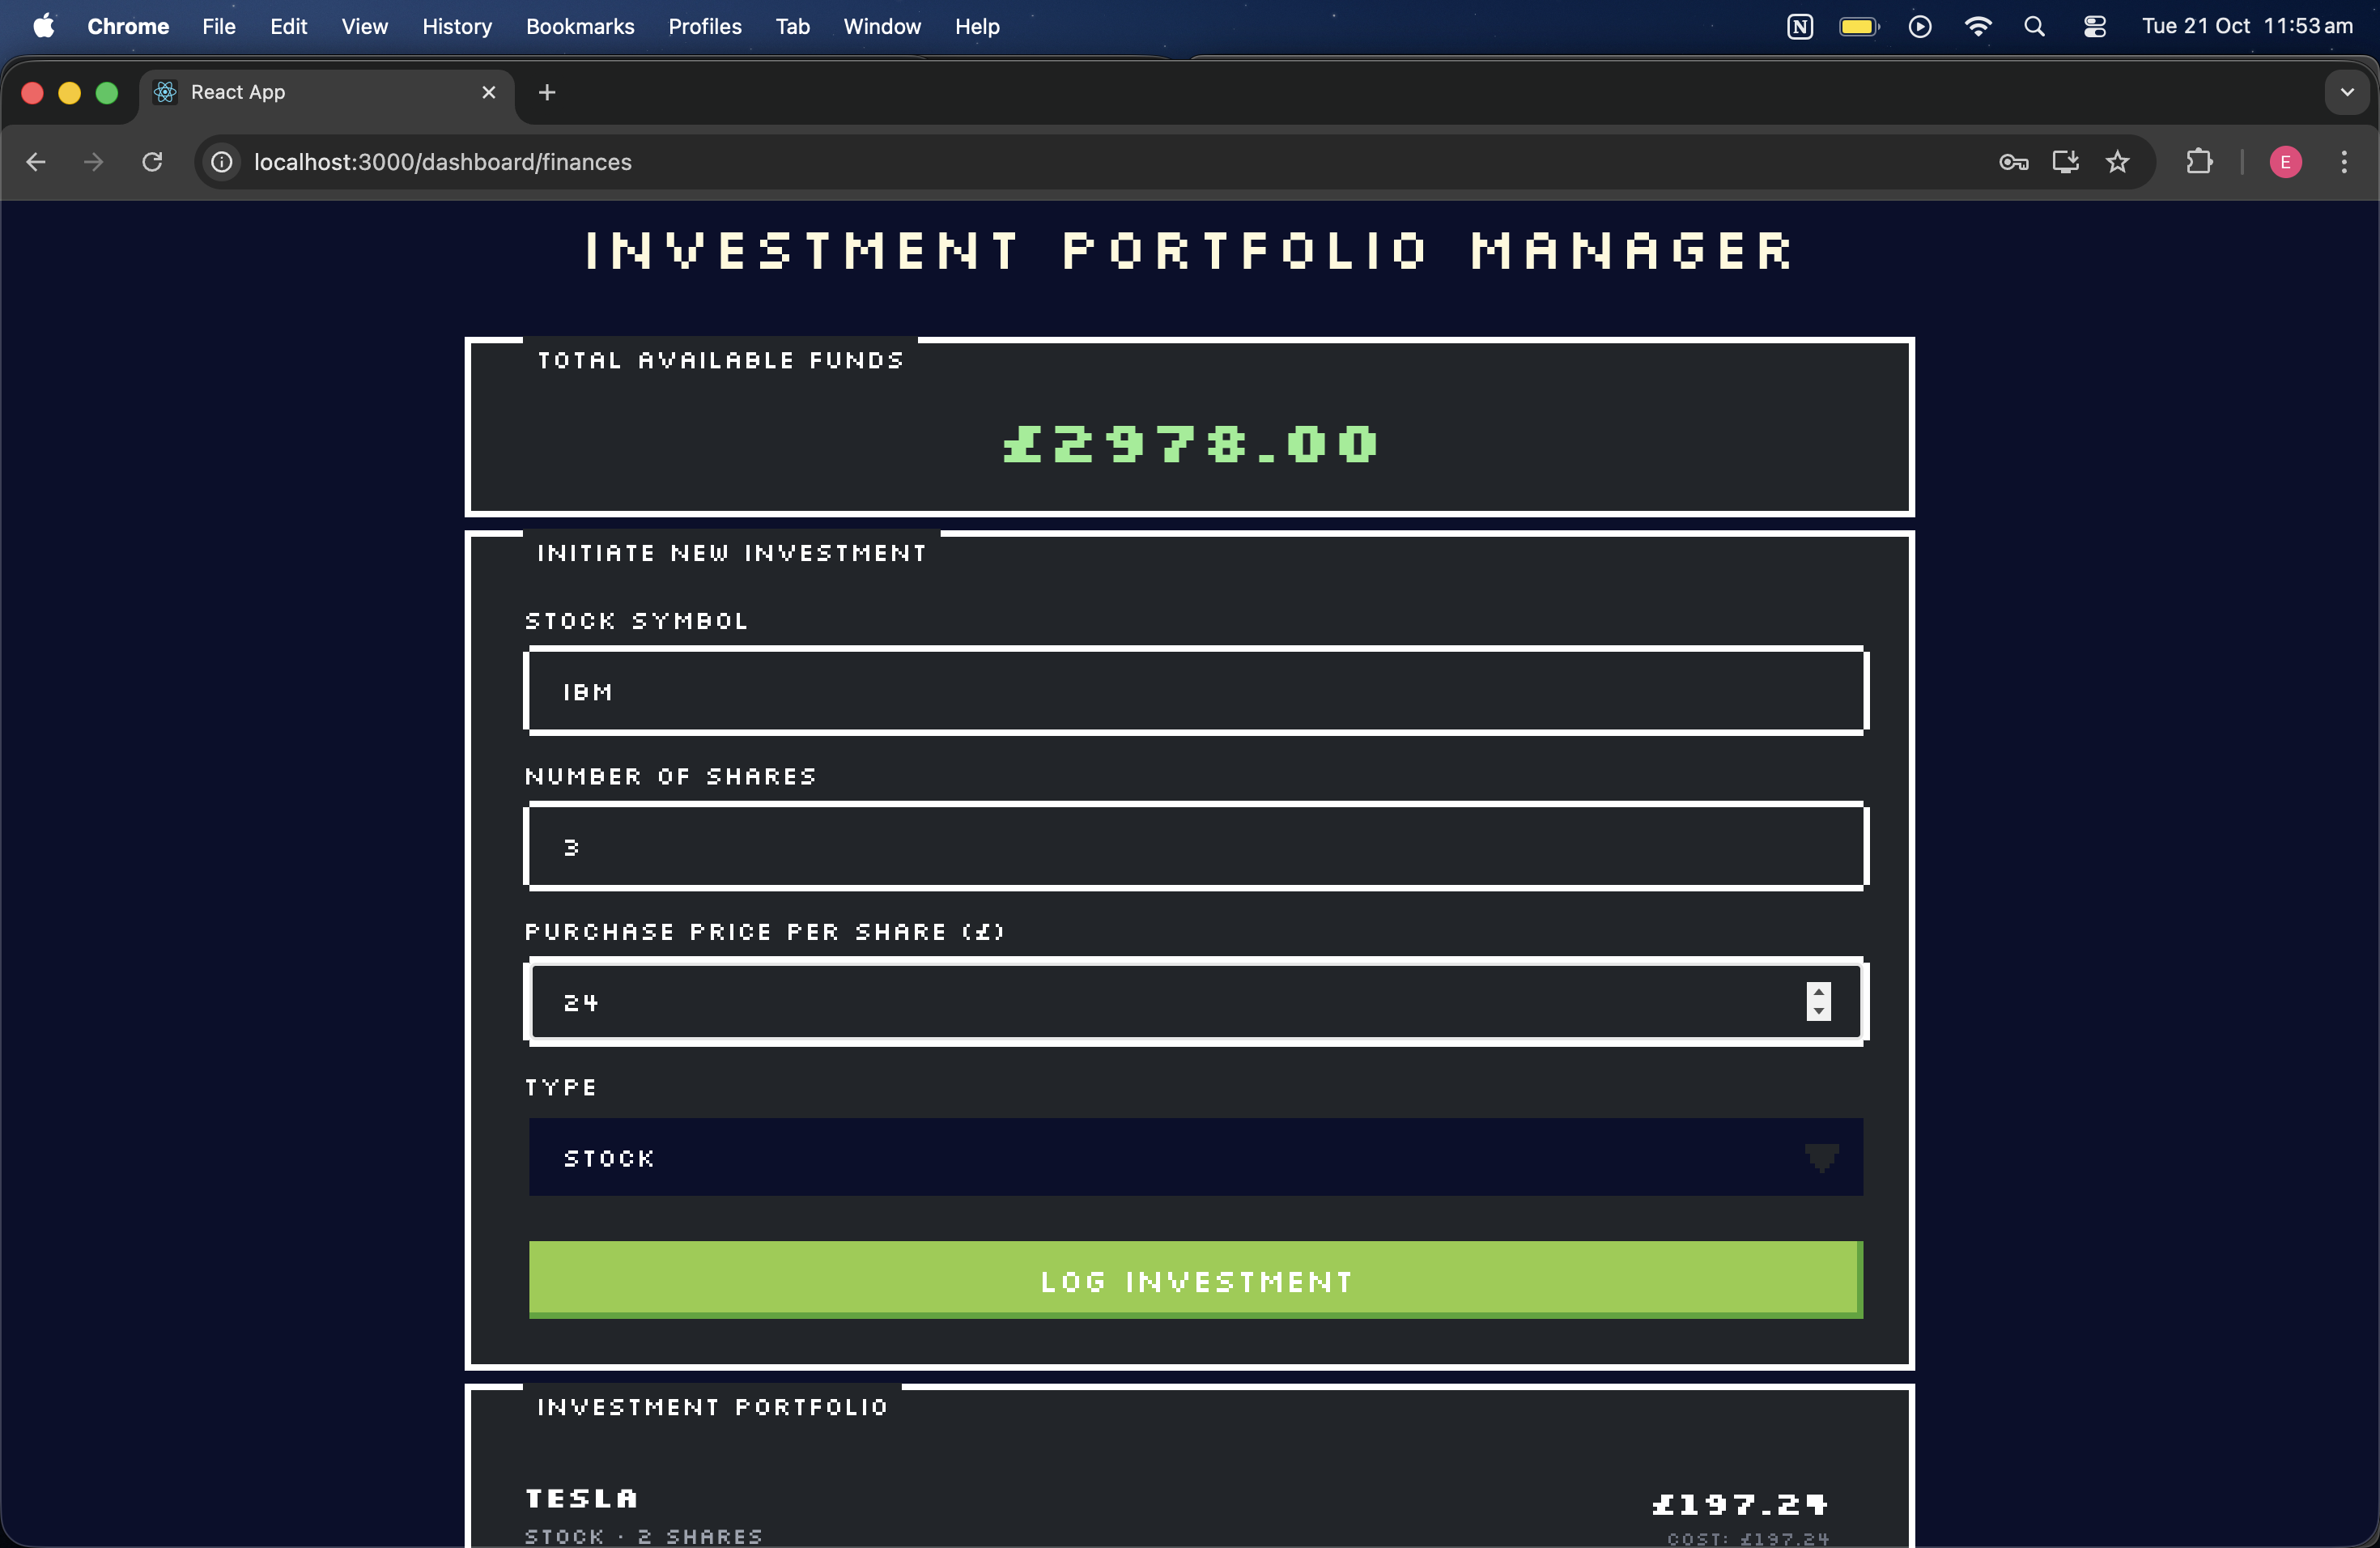 Chrome File Edit View History Bookmarks Profiles Tab Window Help N Tue 21 Oct 11:53 am
React App
localhost:3000/dashboard/finances E
INVESTMENT PORTFOLIO MANAGER
TOTAL AVAILABLE FUNDS
£2978.00
INITIATE NEW INVESTMENT
STOCK SYMBOL
IBM
NUMBER OF SHARES
3
PURCHASE PRICE PER SHARE (£)
24
TYPE
STOCK
LOG INVESTMENT
INVESTMENT PORTFOLIO
TESLA £197.24
STOCK · 2 SHARES COST: £197.24